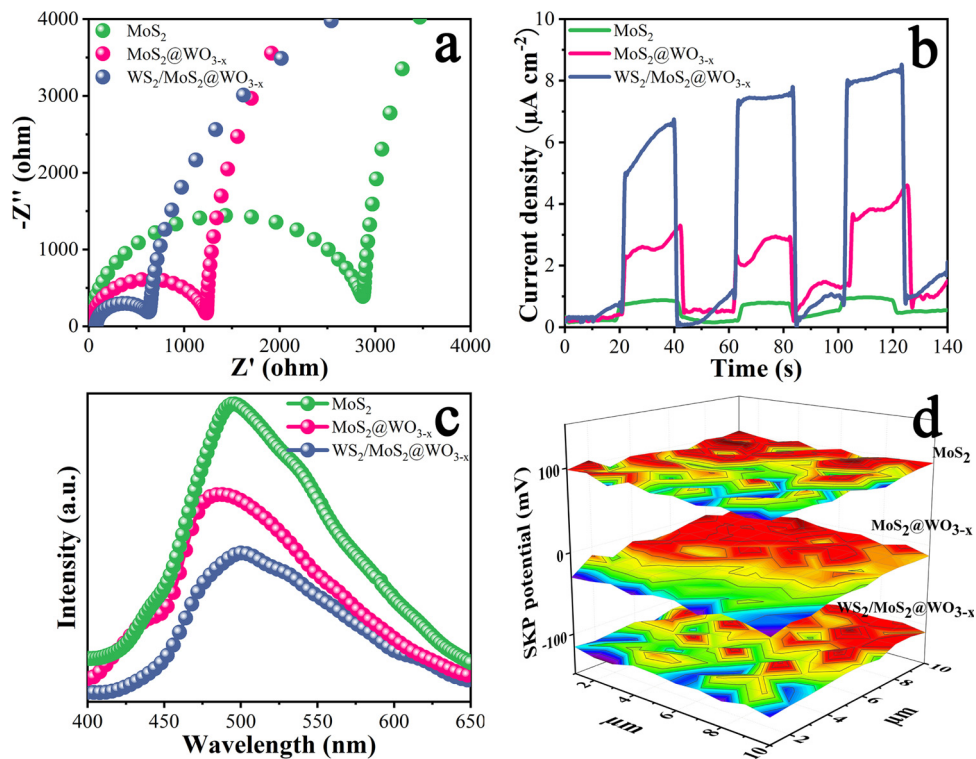 a
MoS2
MoS2@WO3-x
WS2/MoS2@WO3-x
-Z'' (ohm)
4000
3000
2000
1000
0
0 1000 2000 3000 4000
Z' (ohm)
b
MoS2
MoS2@WO3-x
WS2/MoS2@WO3-x
Current density (μA cm-2)
10
8
6
4
2
0
0 20 40 60 80 100 120 140
Time (s)
c
MoS2
MoS2@WO3-x
WS2/MoS2@WO3-x
Intensity (a.u.)
400 450 500 550 600 650
Wavelength (nm)
d
MoS2
MoS2@WO3-x
WS2/MoS2@WO3-x
SKP potential (mV)
100
0
-100
2 4 6 8 10
μm
2 4 6 8 10
μm